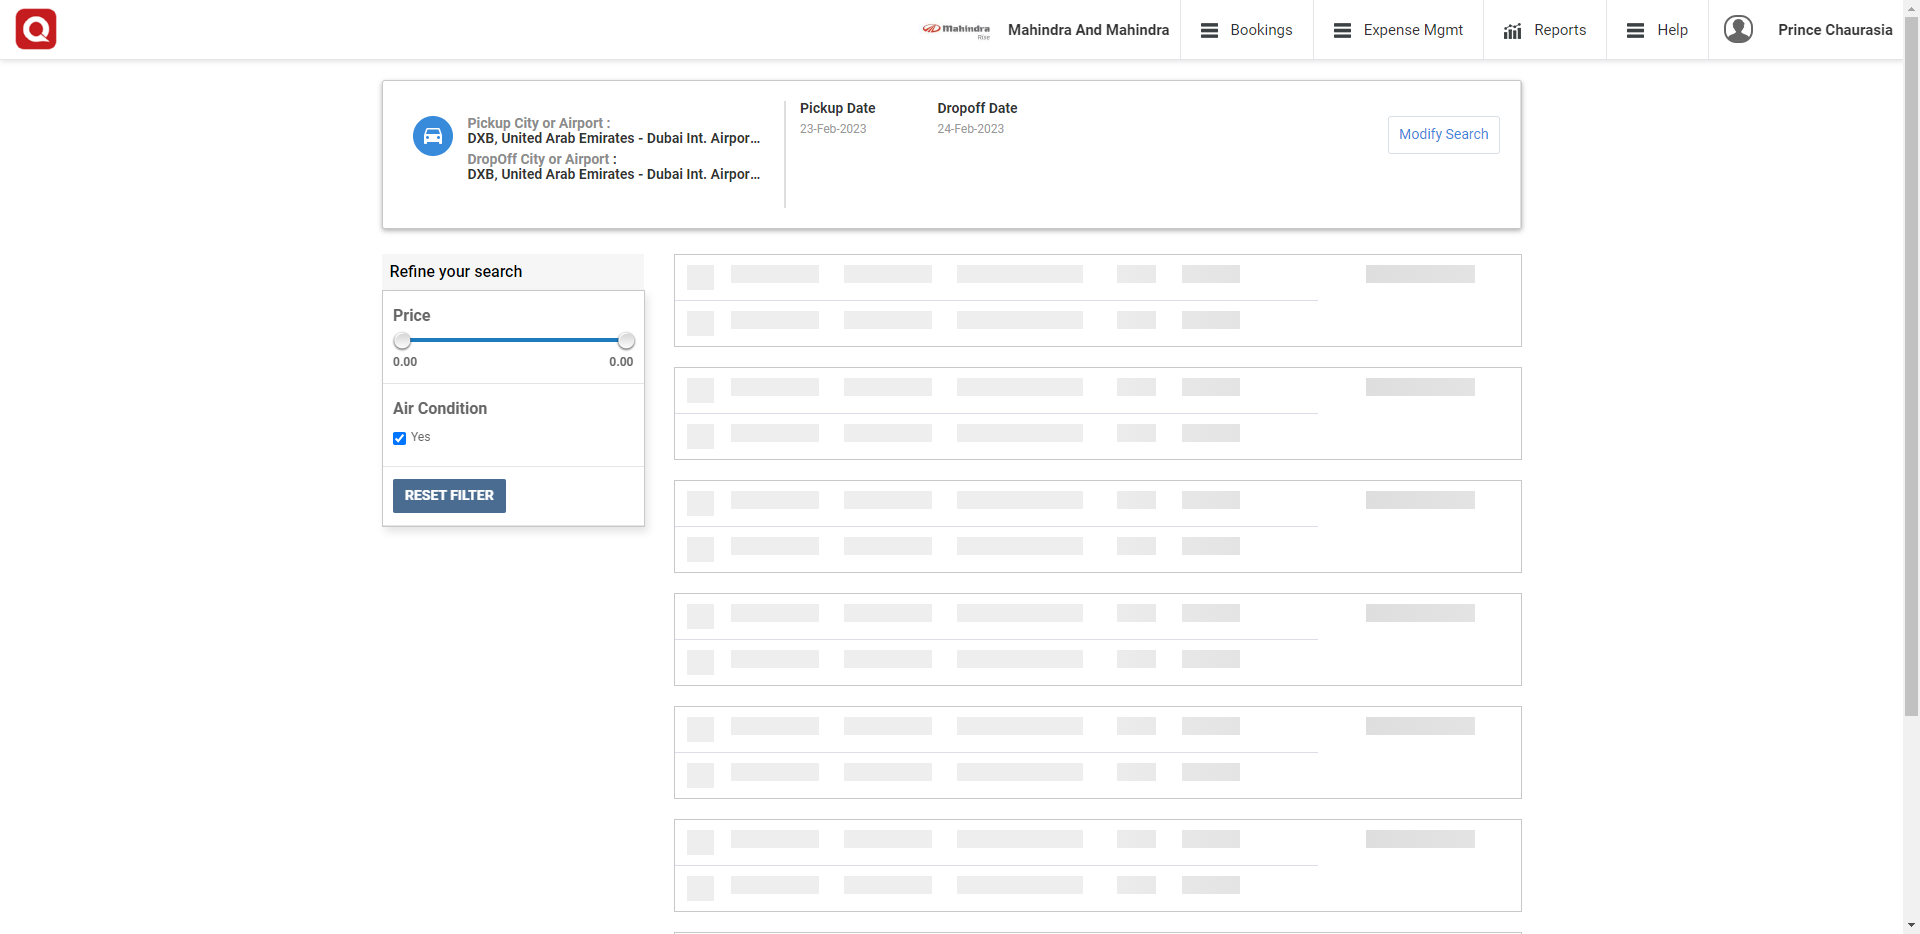 Q
mahindra
Rise
Mahindra And Mahindra
Bookings
Expense Mgmt
Reports
Help
Prince Chaurasia
Pickup City or Airport :
DXB, United Arab Emirates - Dubai Int. Airpor...
DropOff City or Airport :
DXB, United Arab Emirates - Dubai Int. Airpor...
Pickup Date
23-Feb-2023
Dropoff Date
24-Feb-2023
Modify Search
Refine your search
Price
0.00 0.00
Air Condition
Yes
RESET FILTER